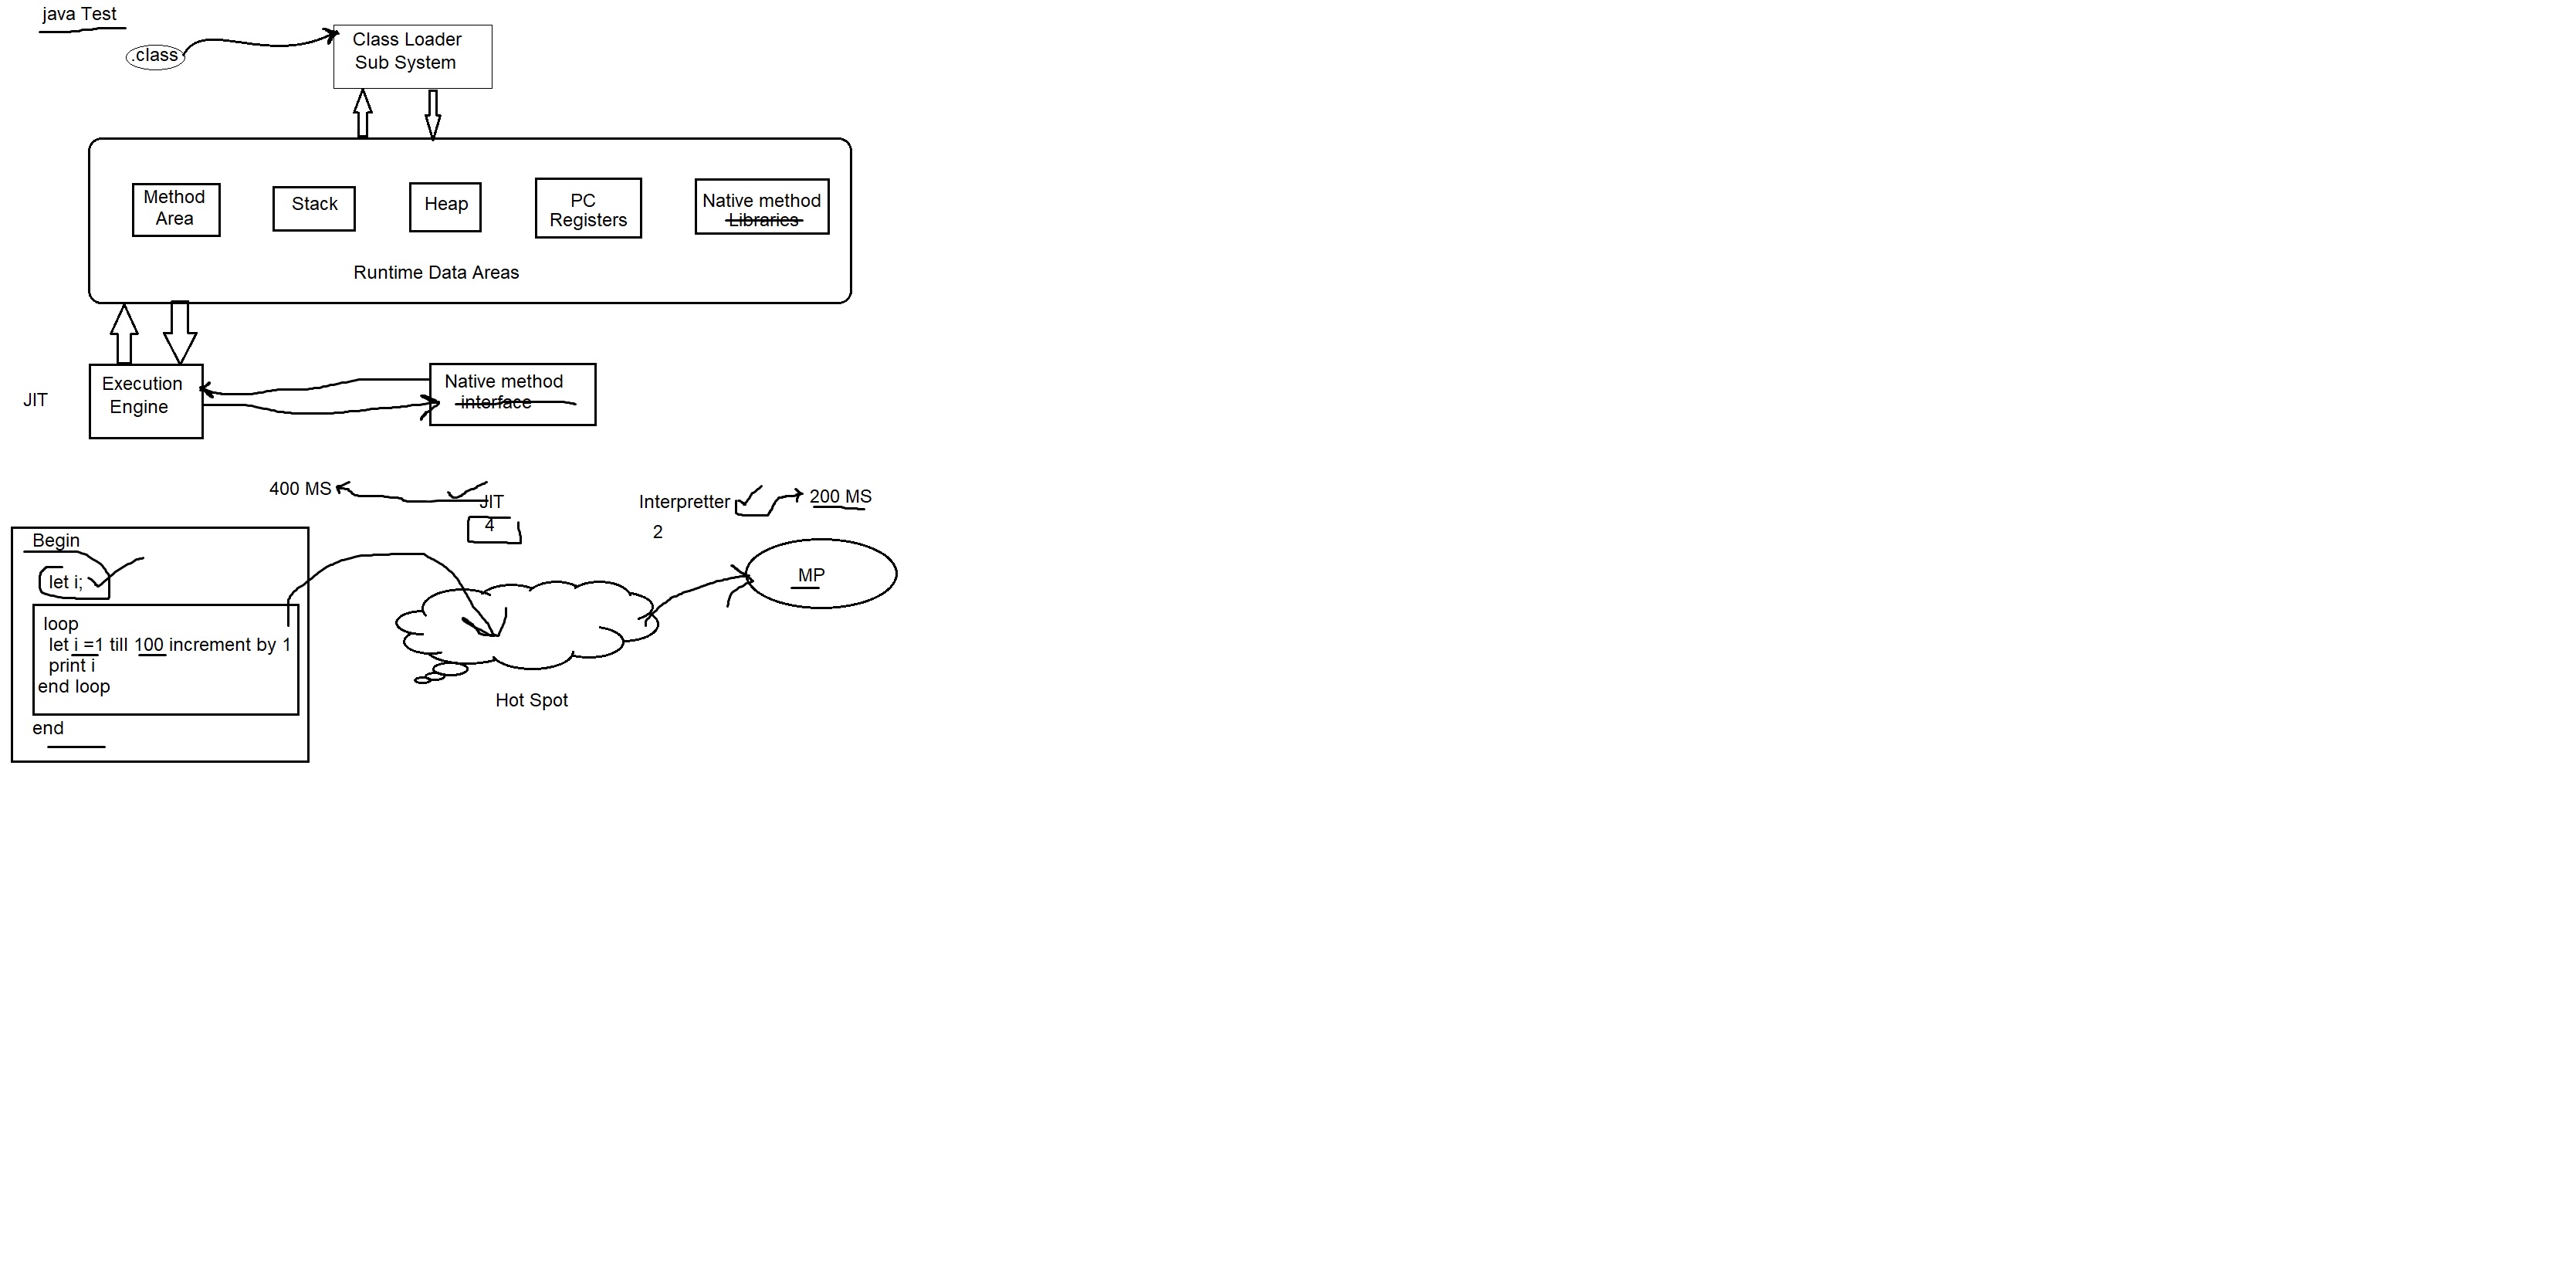 java Test
.class
Class Loader
Sub System
Method
Area
Stack
Heap
PC
Registers
Native method
Libraries
Runtime Data Areas
JIT
Execution
Engine
Native method
interface
400 MS
JIT
4
Interpretter
2
200 MS
Begin
let i;
loop
let i =1 till 100 increment by 1
print i
end loop
end
Hot Spot
MP